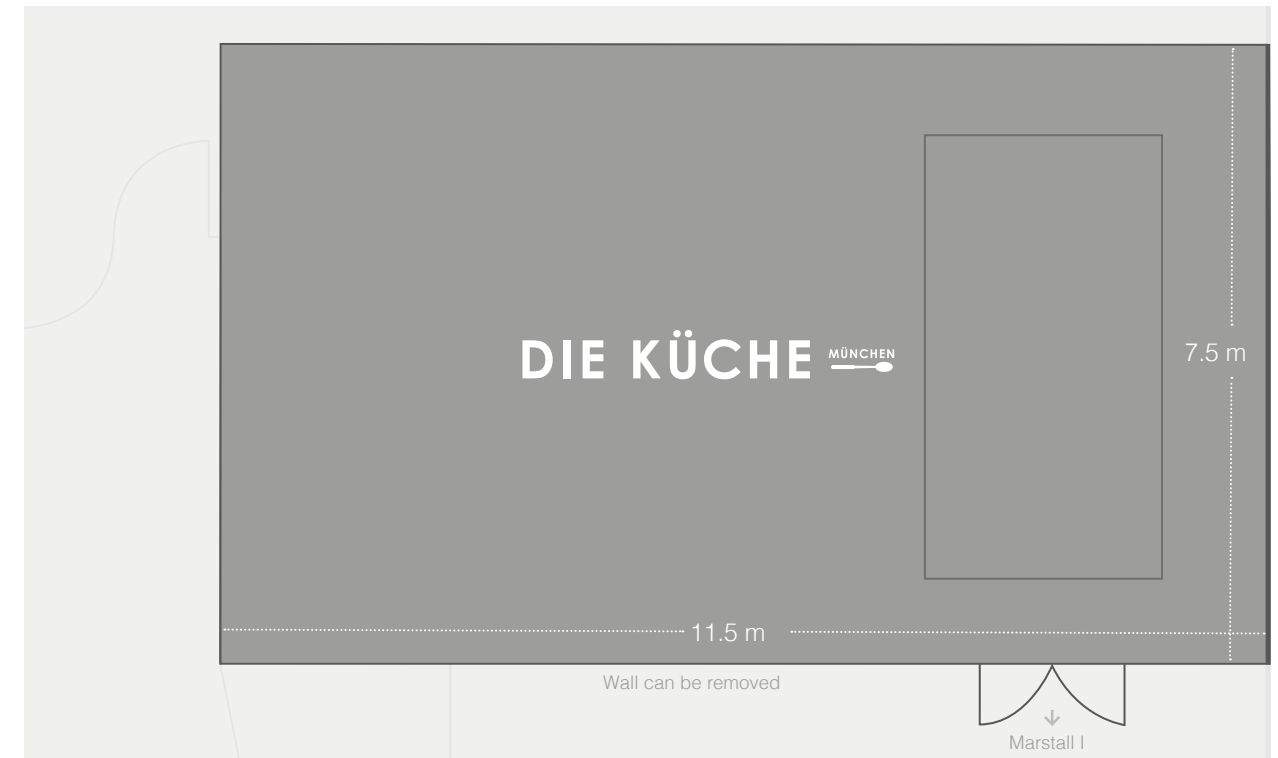 DIE KÜCHE MÜNCHEN
7.5 m
11.5 m
Wall can be removed
Marstall I